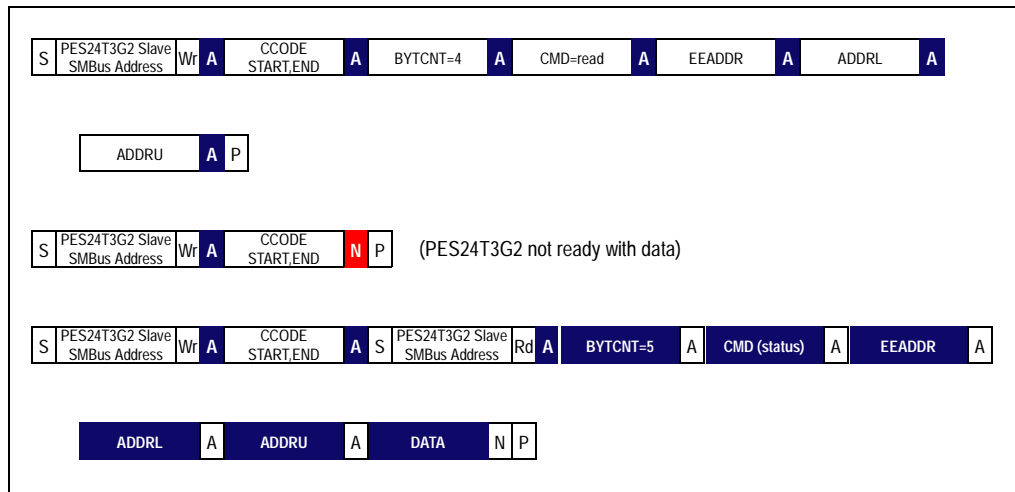 S PES24T3G2 Slave SMBus Address Wr A CCODE START,END A BYTCNT=4 A CMD=read A EEADDR A ADDRL A
ADDRU A P
S PES24T3G2 Slave SMBus Address Wr A CCODE START,END N P (PES24T3G2 not ready with data)
S PES24T3G2 Slave SMBus Address Wr A CCODE START,END A S PES24T3G2 Slave SMBus Address Rd A BYTCNT=5 A CMD (status) A EEADDR A
ADDRL A ADDRU A DATA N P